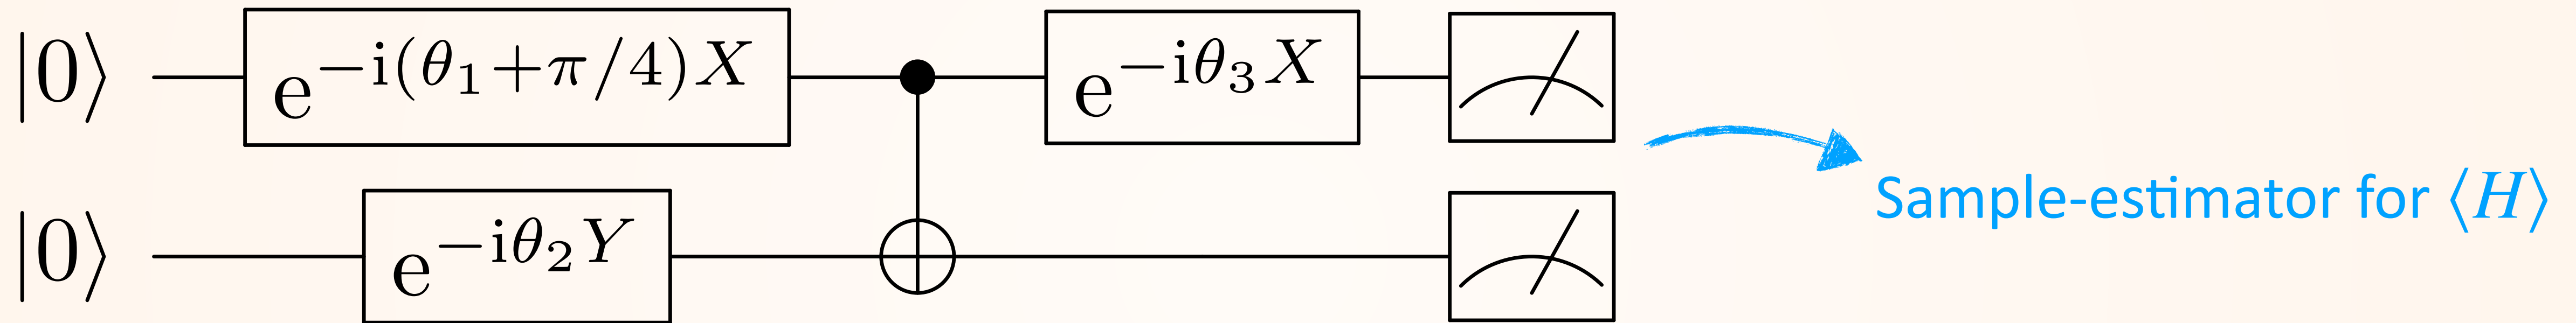 |0⟩ e^{−i(θ₁+π/4)X} e^{−iθ₃X}
|0⟩ e^{−iθ₂Y}
Sample-estimator for ⟨H⟩